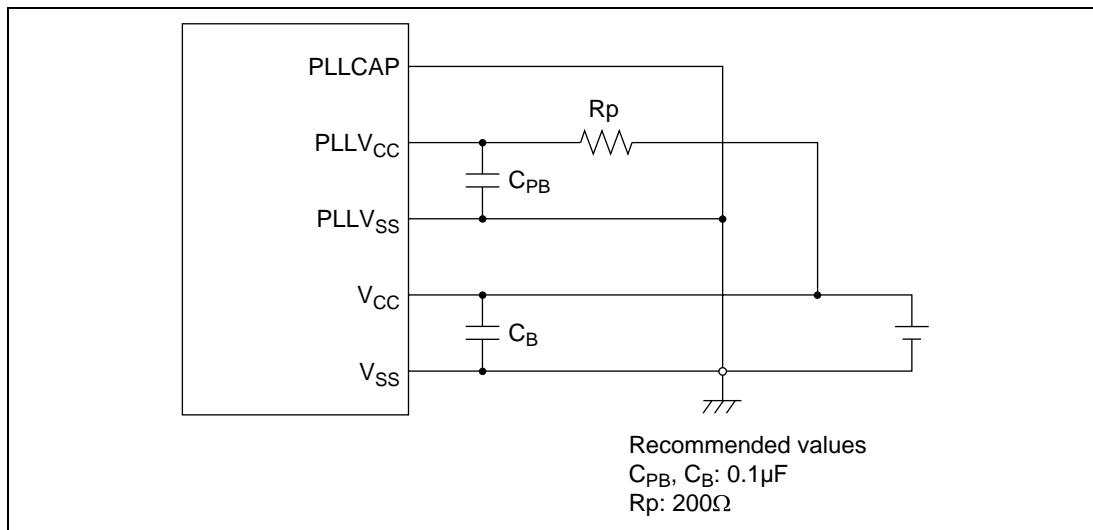 PLLCAP
Rp
PLLVCC
CPB
PLLVSS
VCC
CB
VSS
Recommended values
CPB, CB: 0.1µF
Rp: 200Ω